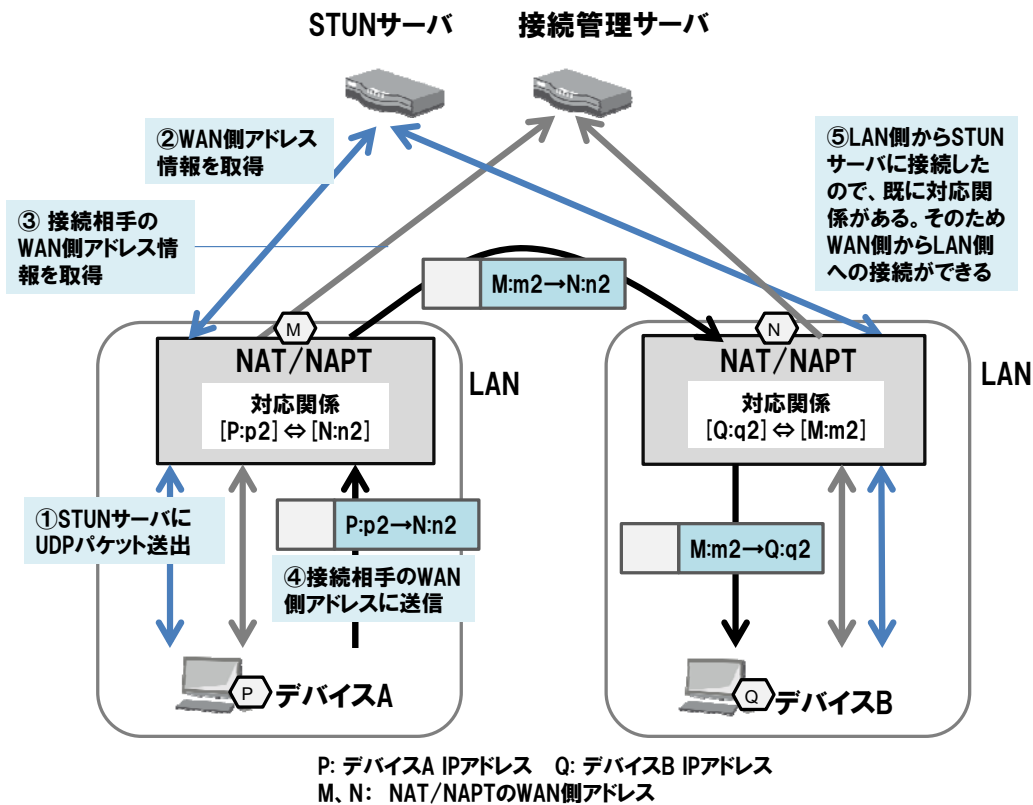 STUNサーバ
接続管理サーバ
②WAN側アドレス
情報を取得
③ 接続相手の
WAN側アドレス情
報を取得
⑤LAN側からSTUN
サーバに接続した
ので、既に対応関
係がある。そのため
WAN側からLAN側
への接続ができる
M:m2→N:n2
M
NAT/NAPT
対応関係
[P:p2] ⇔ [N:n2]
LAN
N
NAT/NAPT
対応関係
[Q:q2] ⇔ [M:m2]
LAN
①STUNサーバに
UDPパケット送出
P:p2→N:n2
④接続相手のWAN
側アドレスに送信
M:m2→Q:q2
P
デバイスA
Q
デバイスB
P: デバイスA IPアドレス Q: デバイスB IPアドレス
M、N: NAT/NAPTのWAN側アドレス